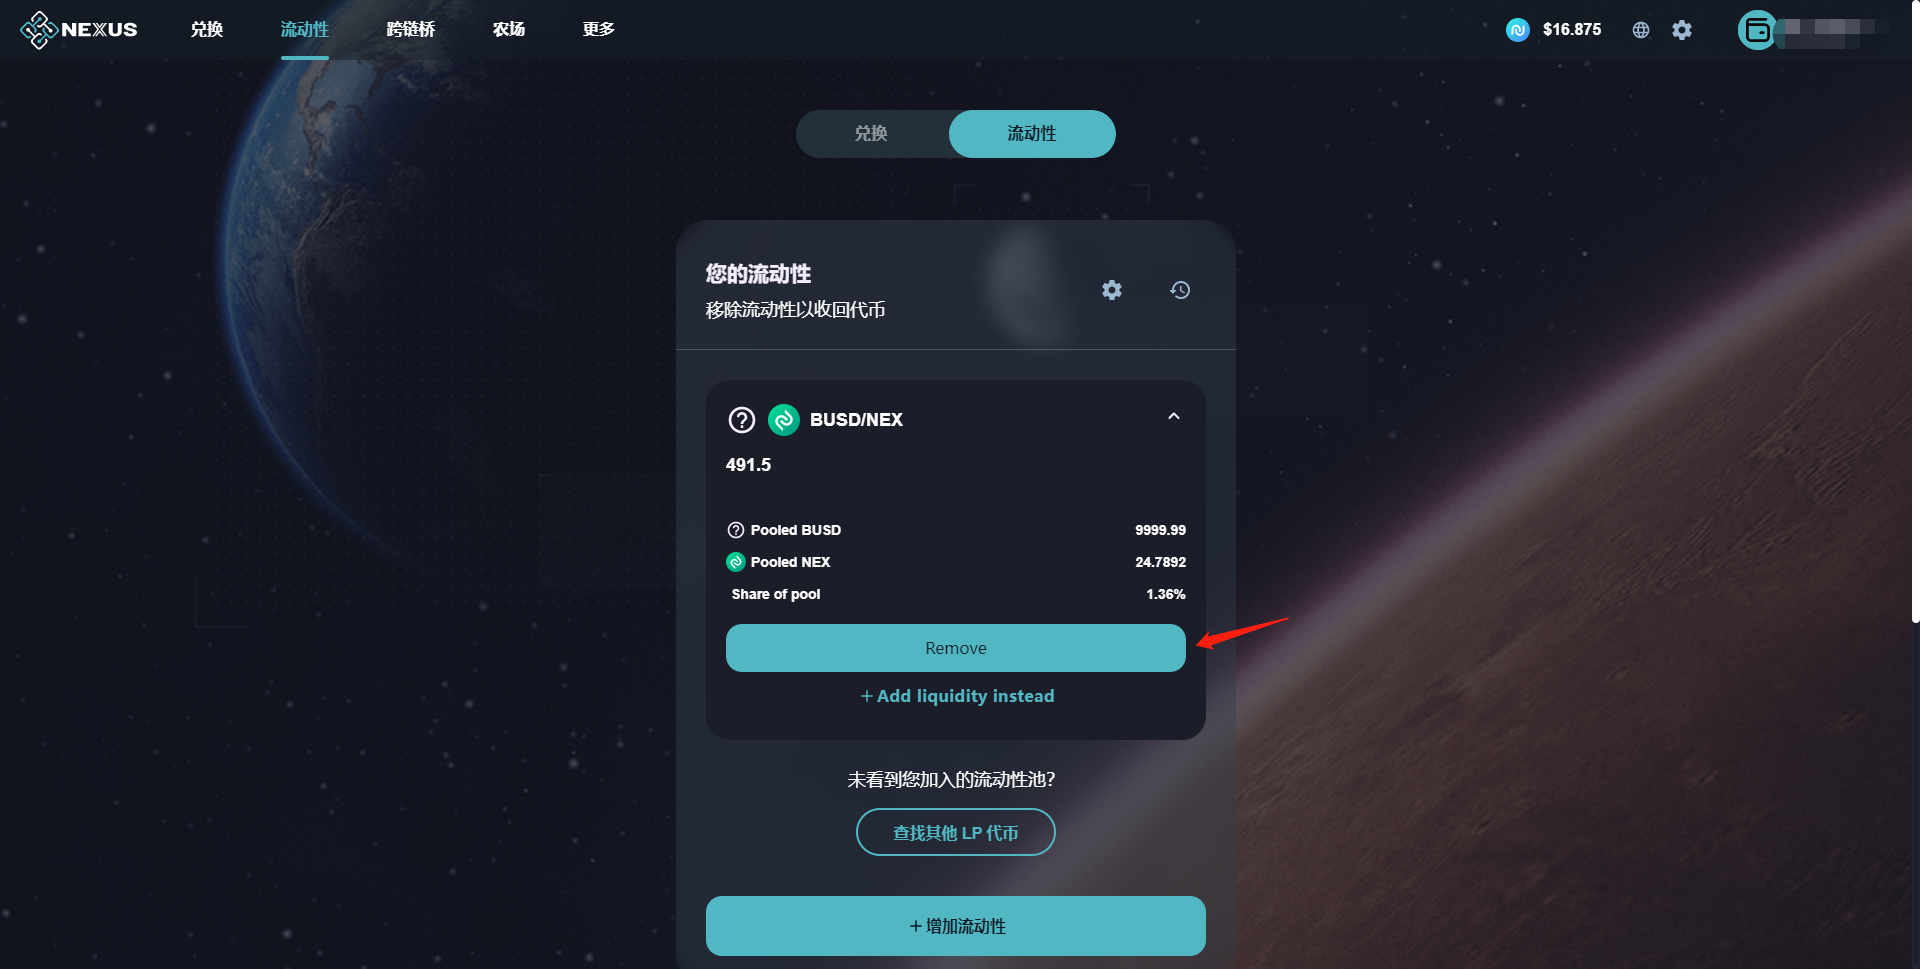 NEXUS
兑换
流动性
跨链桥
农场
更多
$16.875
兑换
流动性
您的流动性
移除流动性以收回代币
BUSD/NEX
491.5
Pooled BUSD 9999.99
Pooled NEX 24.7892
Share of pool 1.36%
Remove
+ Add liquidity instead
未看到您加入的流动性池?
查找其他 LP 代币
+ 增加流动性